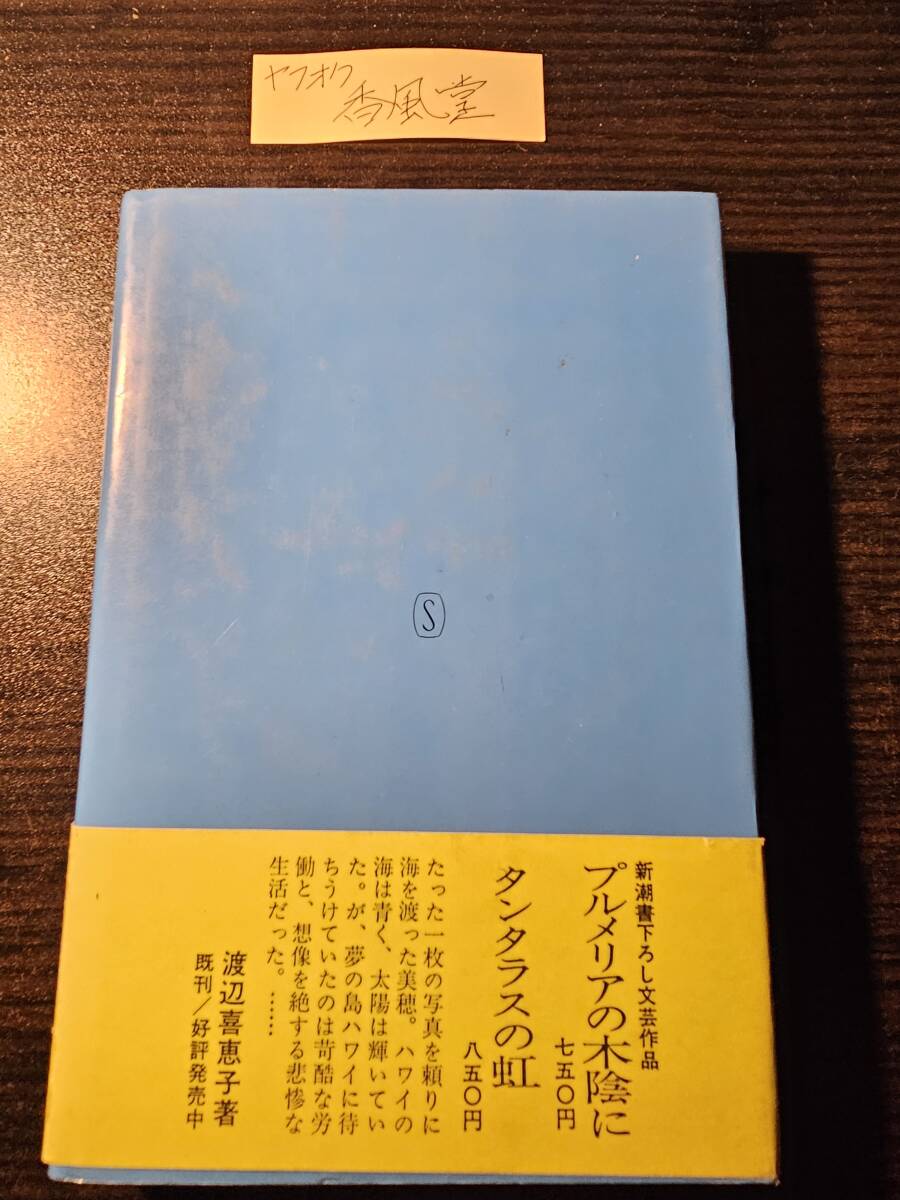 ヤフオク
香風堂
S
新潮書下ろし文芸作品
プルメリアの木陰に
七五〇円
タンタラスの虹
八五〇円
たった一枚の写真を頼りに
海を渡った美穂。ハワイの
海は青く、太陽は輝いてい
た。が、夢の島ハワイに待
ちうけていたのは苛酷な労
働と、想像を絶する悲惨な
生活だった。……
渡辺喜恵子著
既刊/好評発売中